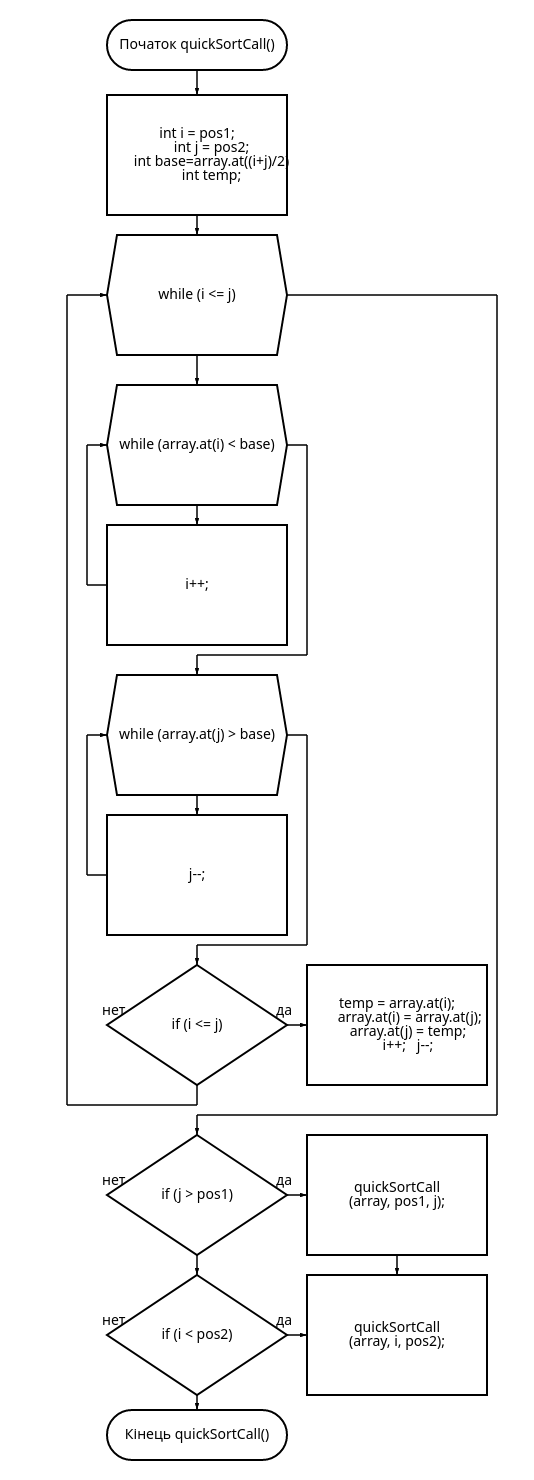 Початок quickSortCall()
int i = pos1;
int j = pos2;
int base=array.at((i+j)/2)
int temp;
while (i <= j)
while (array.at(i) < base)
i++;
while (array.at(j) > base)
j--;
нет
if (i <= j)
да
temp = array.at(i);
array.at(i) = array.at(j);
array.at(j) = temp;
i++; j--;
нет
if (j > pos1)
да
quickSortCall
(array, pos1, j);
нет
if (i < pos2)
да
quickSortCall
(array, i, pos2);
Кінець quickSortCall()